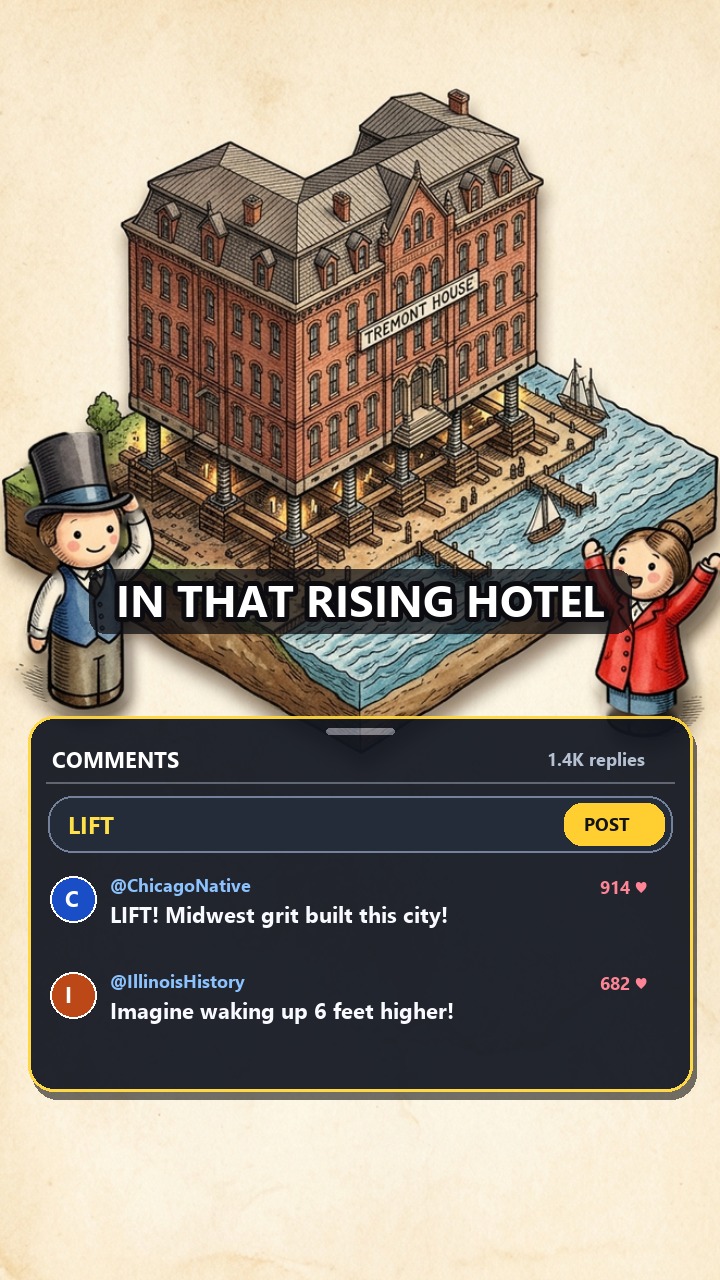 TREMONT HOUSE
IN THAT RISING HOTEL
COMMENTS
1.4K replies
LIFT
POST
C
@ChicagoNative
914 ♥
LIFT! Midwest grit built this city!
I
@IllinoisHistory
682 ♥
Imagine waking up 6 feet higher!